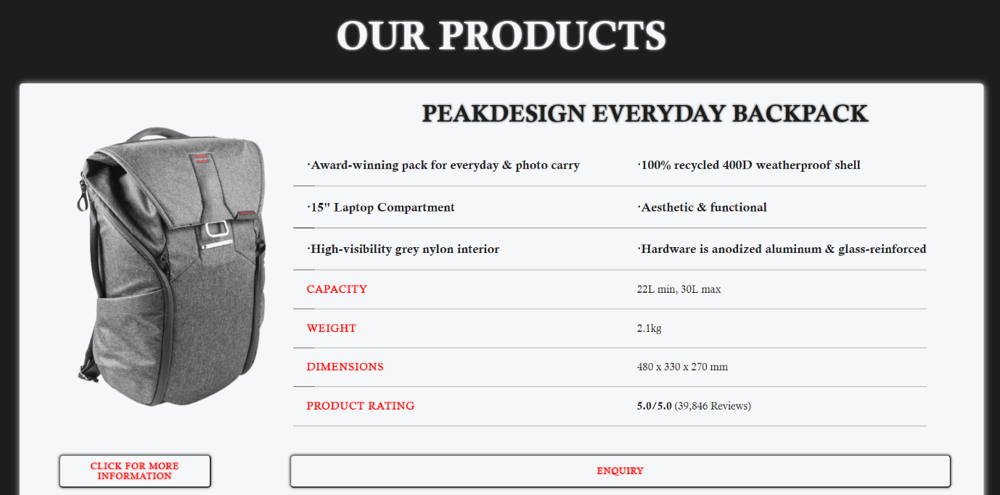 OUR PRODUCTS
PEAKDESIGN EVERYDAY BACKPACK
·Award-winning pack for everyday & photo carry
·100% recycled 400D weatherproof shell
·15" Laptop Compartment
·Aesthetic & functional
·High-visibility grey nylon interior
·Hardware is anodized aluminum & glass-reinforced
CAPACITY
22L min, 30L max
WEIGHT
2.1kg
DIMENSIONS
480 x 330 x 270 mm
PRODUCT RATING
5.0/5.0 (39,846 Reviews)
CLICK FOR MORE
INFORMATION
ENQUIRY